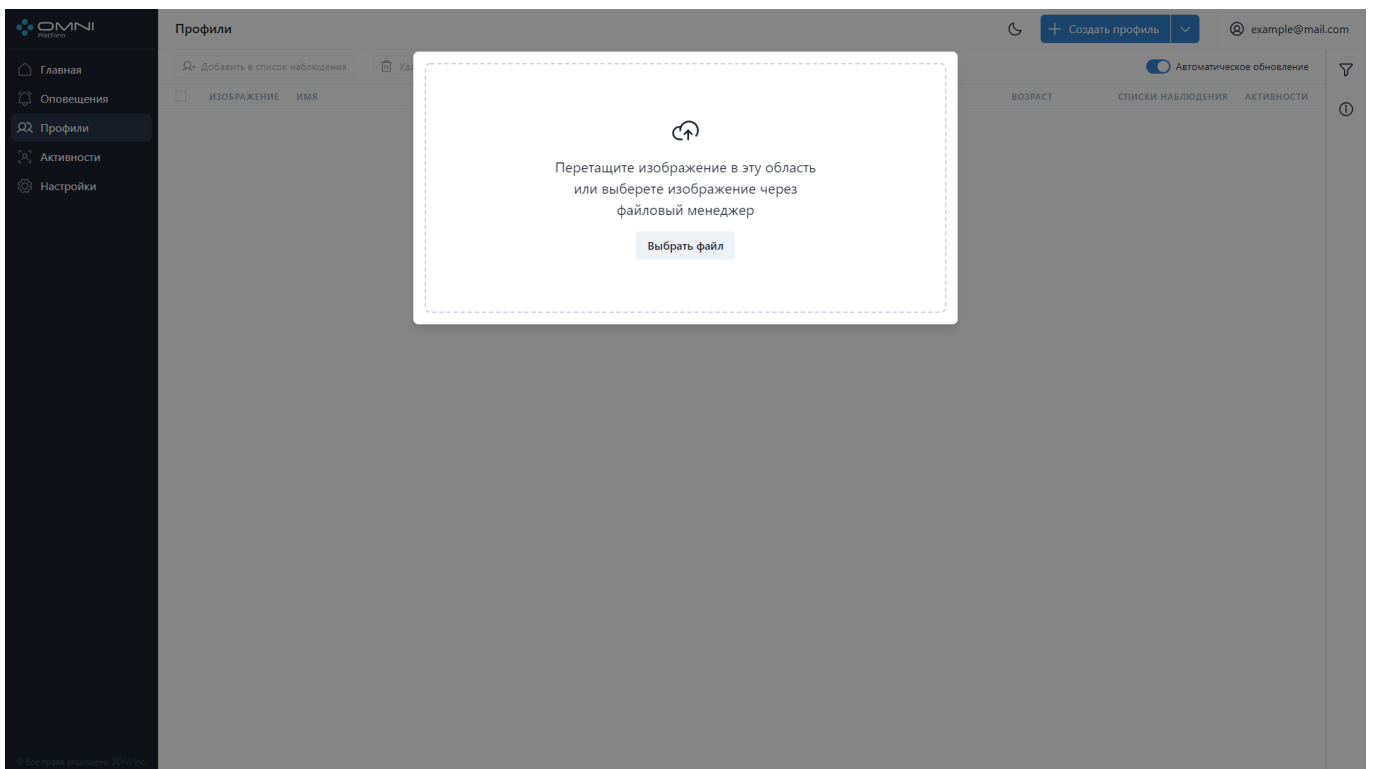 OMNI
Platform
Профили
Создать профиль
example@mail.com
Главная
Оповещения
Профили
Активности
Настройки
Добавить в список наблюдения
Автоматическое обновление
ИЗОБРАЖЕНИЕ ИМЯ ВОЗРАСТ СПИСКИ НАБЛЮДЕНИЯ АКТИВНОСТИ
Перетащите изображение в эту область
или выберете изображение через
файловый менеджер
Выбрать файл
© Все права защищены 3DiVi Inc.